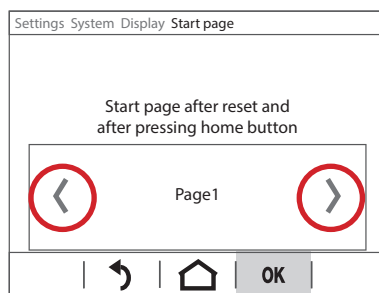 Settings System Display Start page
Start page after reset and
after pressing home button
Page1
OK